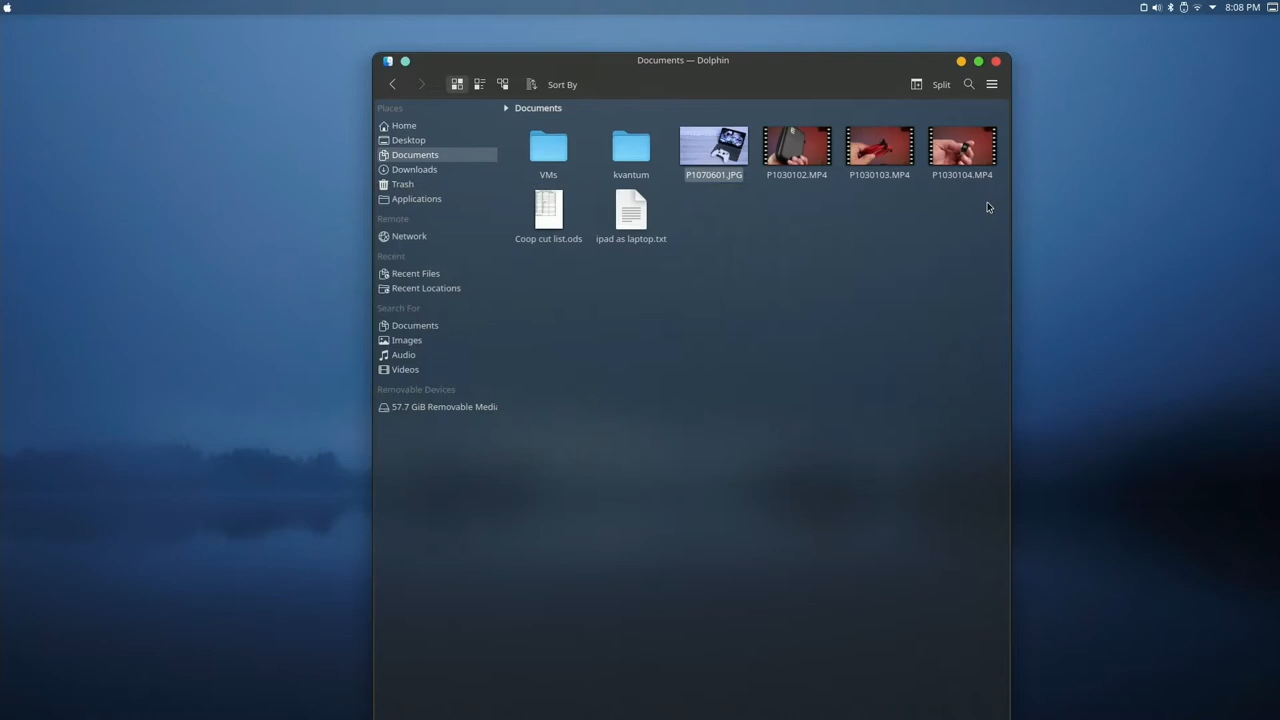 8:08 PM
Documents — Dolphin
Sort By
Split
Places
Home
Desktop
Documents
Downloads
Trash
Applications
Remote
Network
Recent
Recent Files
Recent Locations
Search For
Documents
Images
Audio
Videos
Removable Devices
57.7 GiB Removable Media
Documents
VMs
kvantum
P1070601.JPG
P1030102.MP4
P1030103.MP4
P1030104.MP4
Coop cut list.ods
ipad as laptop.txt